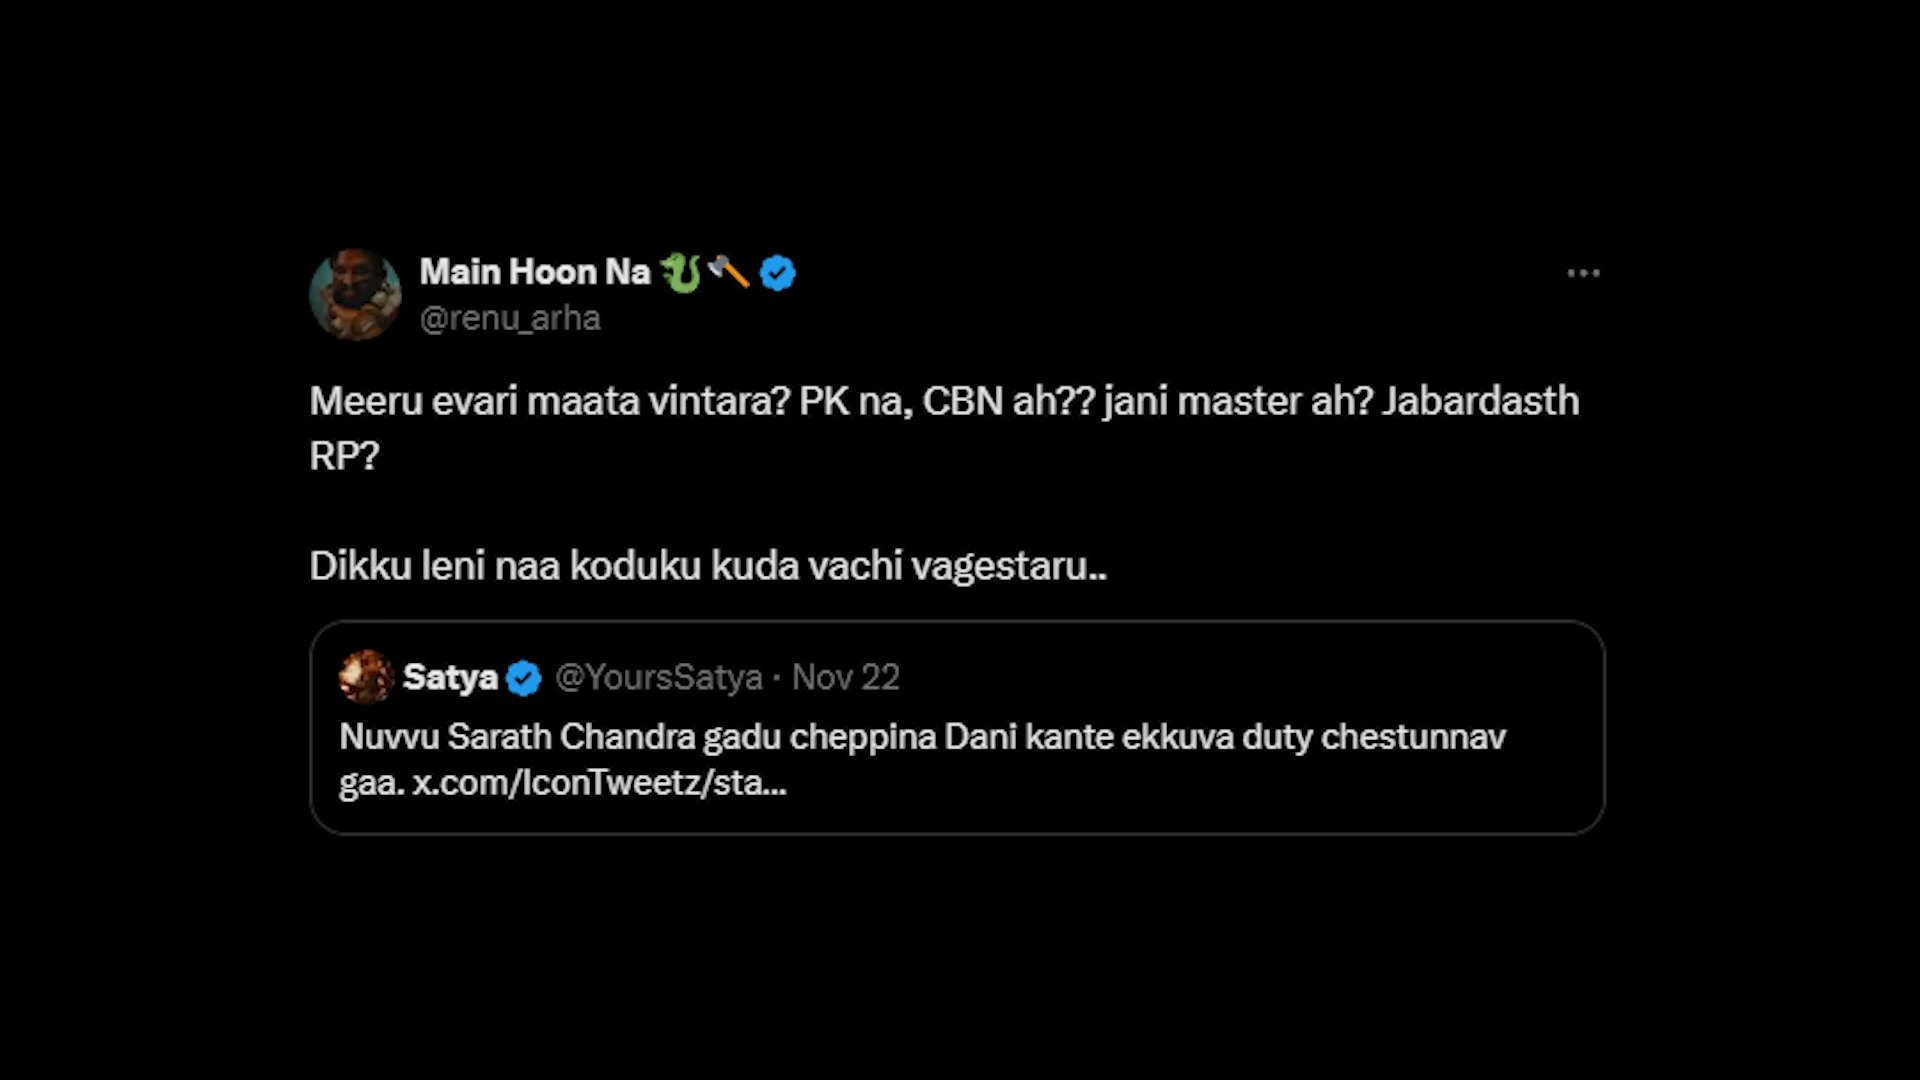 Main Hoon Na 🐉🪓
@renu_arha
Meeru evari maata vintara? PK na, CBN ah?? jani master ah? Jabardasth
RP?
Dikku leni naa koduku kuda vachi vagestaru..
Satya @YoursSatya · Nov 22
Nuvvu Sarath Chandra gadu cheppina Dani kante ekkuva duty chestunnav
gaa. x.com/IconTweetz/sta...